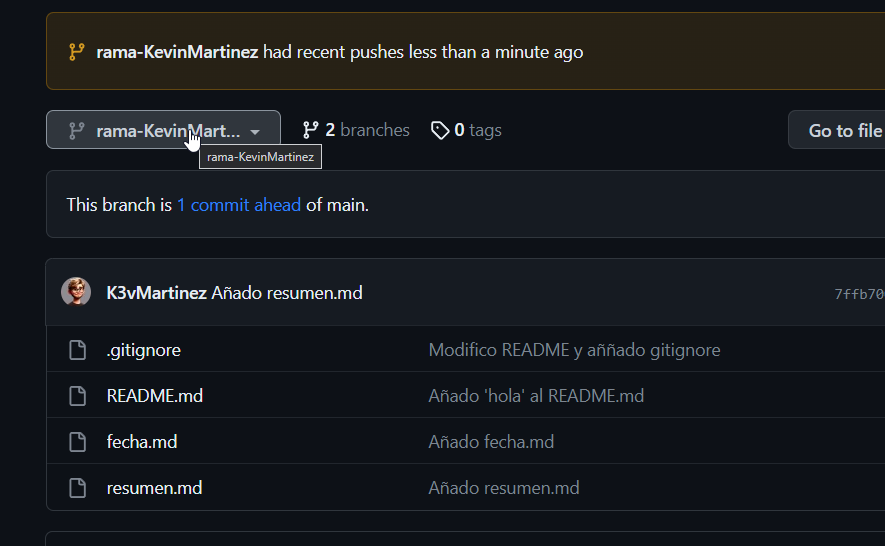 rama-KevinMartinez had recent pushes less than a minute ago
rama-KevinMart... 2 branches 0 tags Go to file
rama-KevinMartinez
This branch is 1 commit ahead of main.
K3vMartinez Añado resumen.md 7ffb70
.gitignore Modifico README y aññado gitignore
README.md Añado 'hola' al README.md
fecha.md Añado fecha.md
resumen.md Añado resumen.md